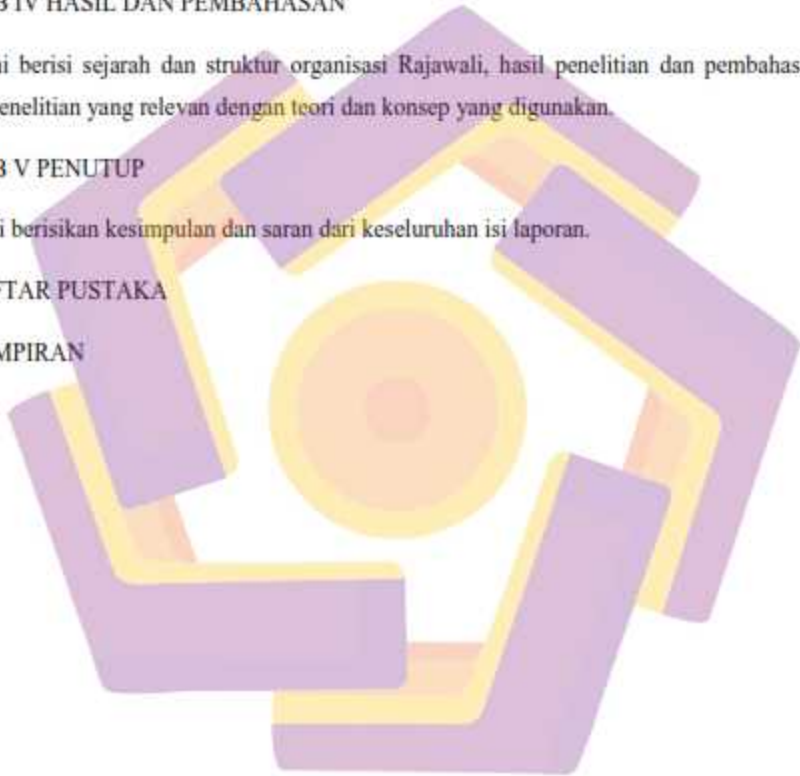 B IV HASIL DAN PEMBAHASAN
ni berisi sejarah dan struktur organisasi Rajawali, hasil penelitian dan pembahas
enelitian yang relevan dengan teori dan konsep yang digunakan.
B V PENUTUP
i berisikan kesimpulan dan saran dari keseluruhan isi laporan.
FTAR PUSTAKA
MPIRAN